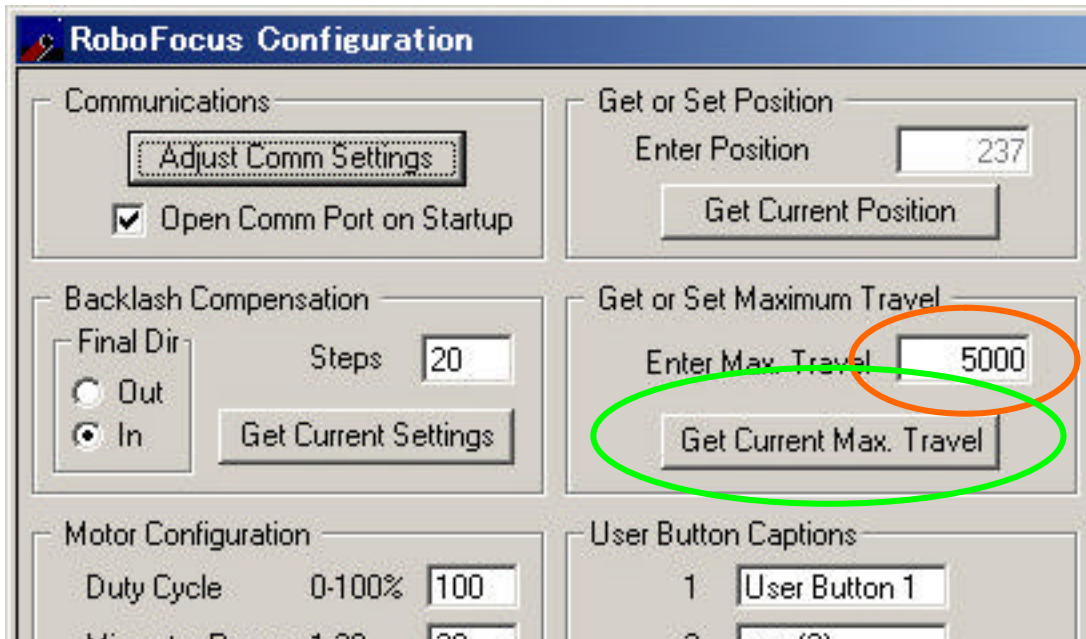 RoboFocus Configuration
Communications
Adjust Comm Settings
Open Comm Port on Startup
Get or Set Position
Enter Position 237
Get Current Position
Backlash Compensation
Final Dir
Out
In
Steps 20
Get Current Settings
Get or Set Maximum Travel
Enter Max. Travel 5000
Get Current Max. Travel
Motor Configuration
Duty Cycle 0-100% 100
User Button Captions
1 User Button 1